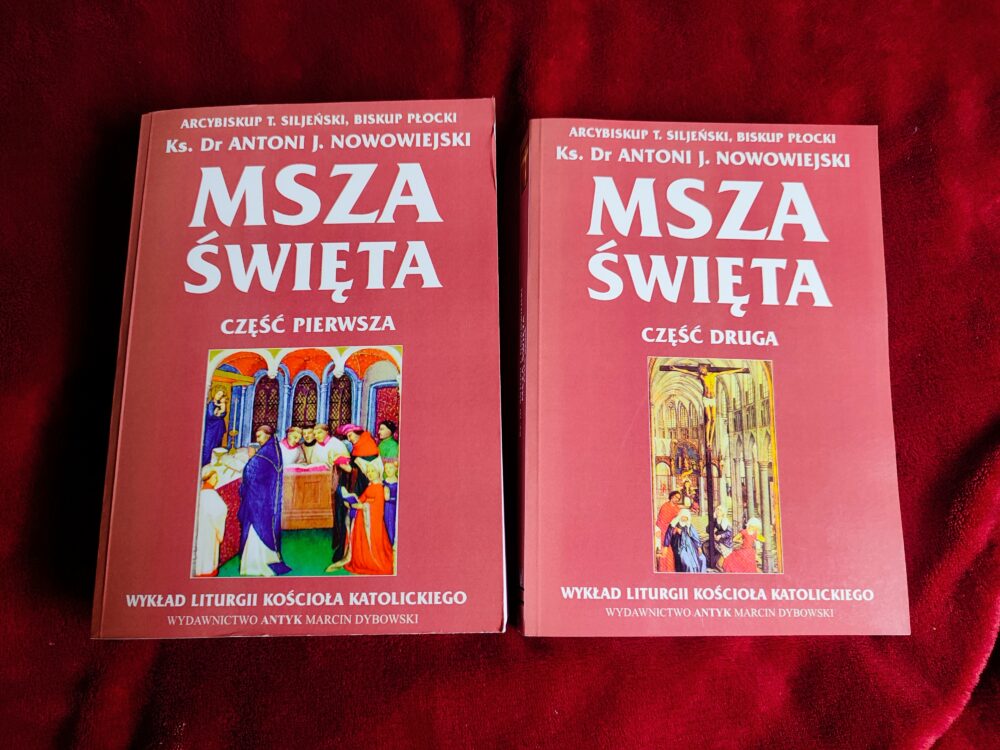 ARCYBISKUP T. SILJEŃSKI, BISKUP PŁOCKI
Ks. Dr ANTONI J. NOWOWIEJSKI
MSZA
ŚWIĘTA
CZĘŚĆ PIERWSZA
WYKŁAD LITURGII KOŚCIOŁA KATOLICKIEGO
WYDAWNICTWO ANTYK MARCIN DYBOWSKI
ARCYBISKUP T. SILJEŃSKI, BISKUP PŁOCKI
Ks. Dr ANTONI J. NOWOWIEJSKI
MSZA
ŚWIĘTA
CZĘŚĆ DRUGA
WYKŁAD LITURGII KOŚCIOŁA KATOLICKIEGO
WYDAWNICTWO ANTYK MARCIN DYBOWSKI